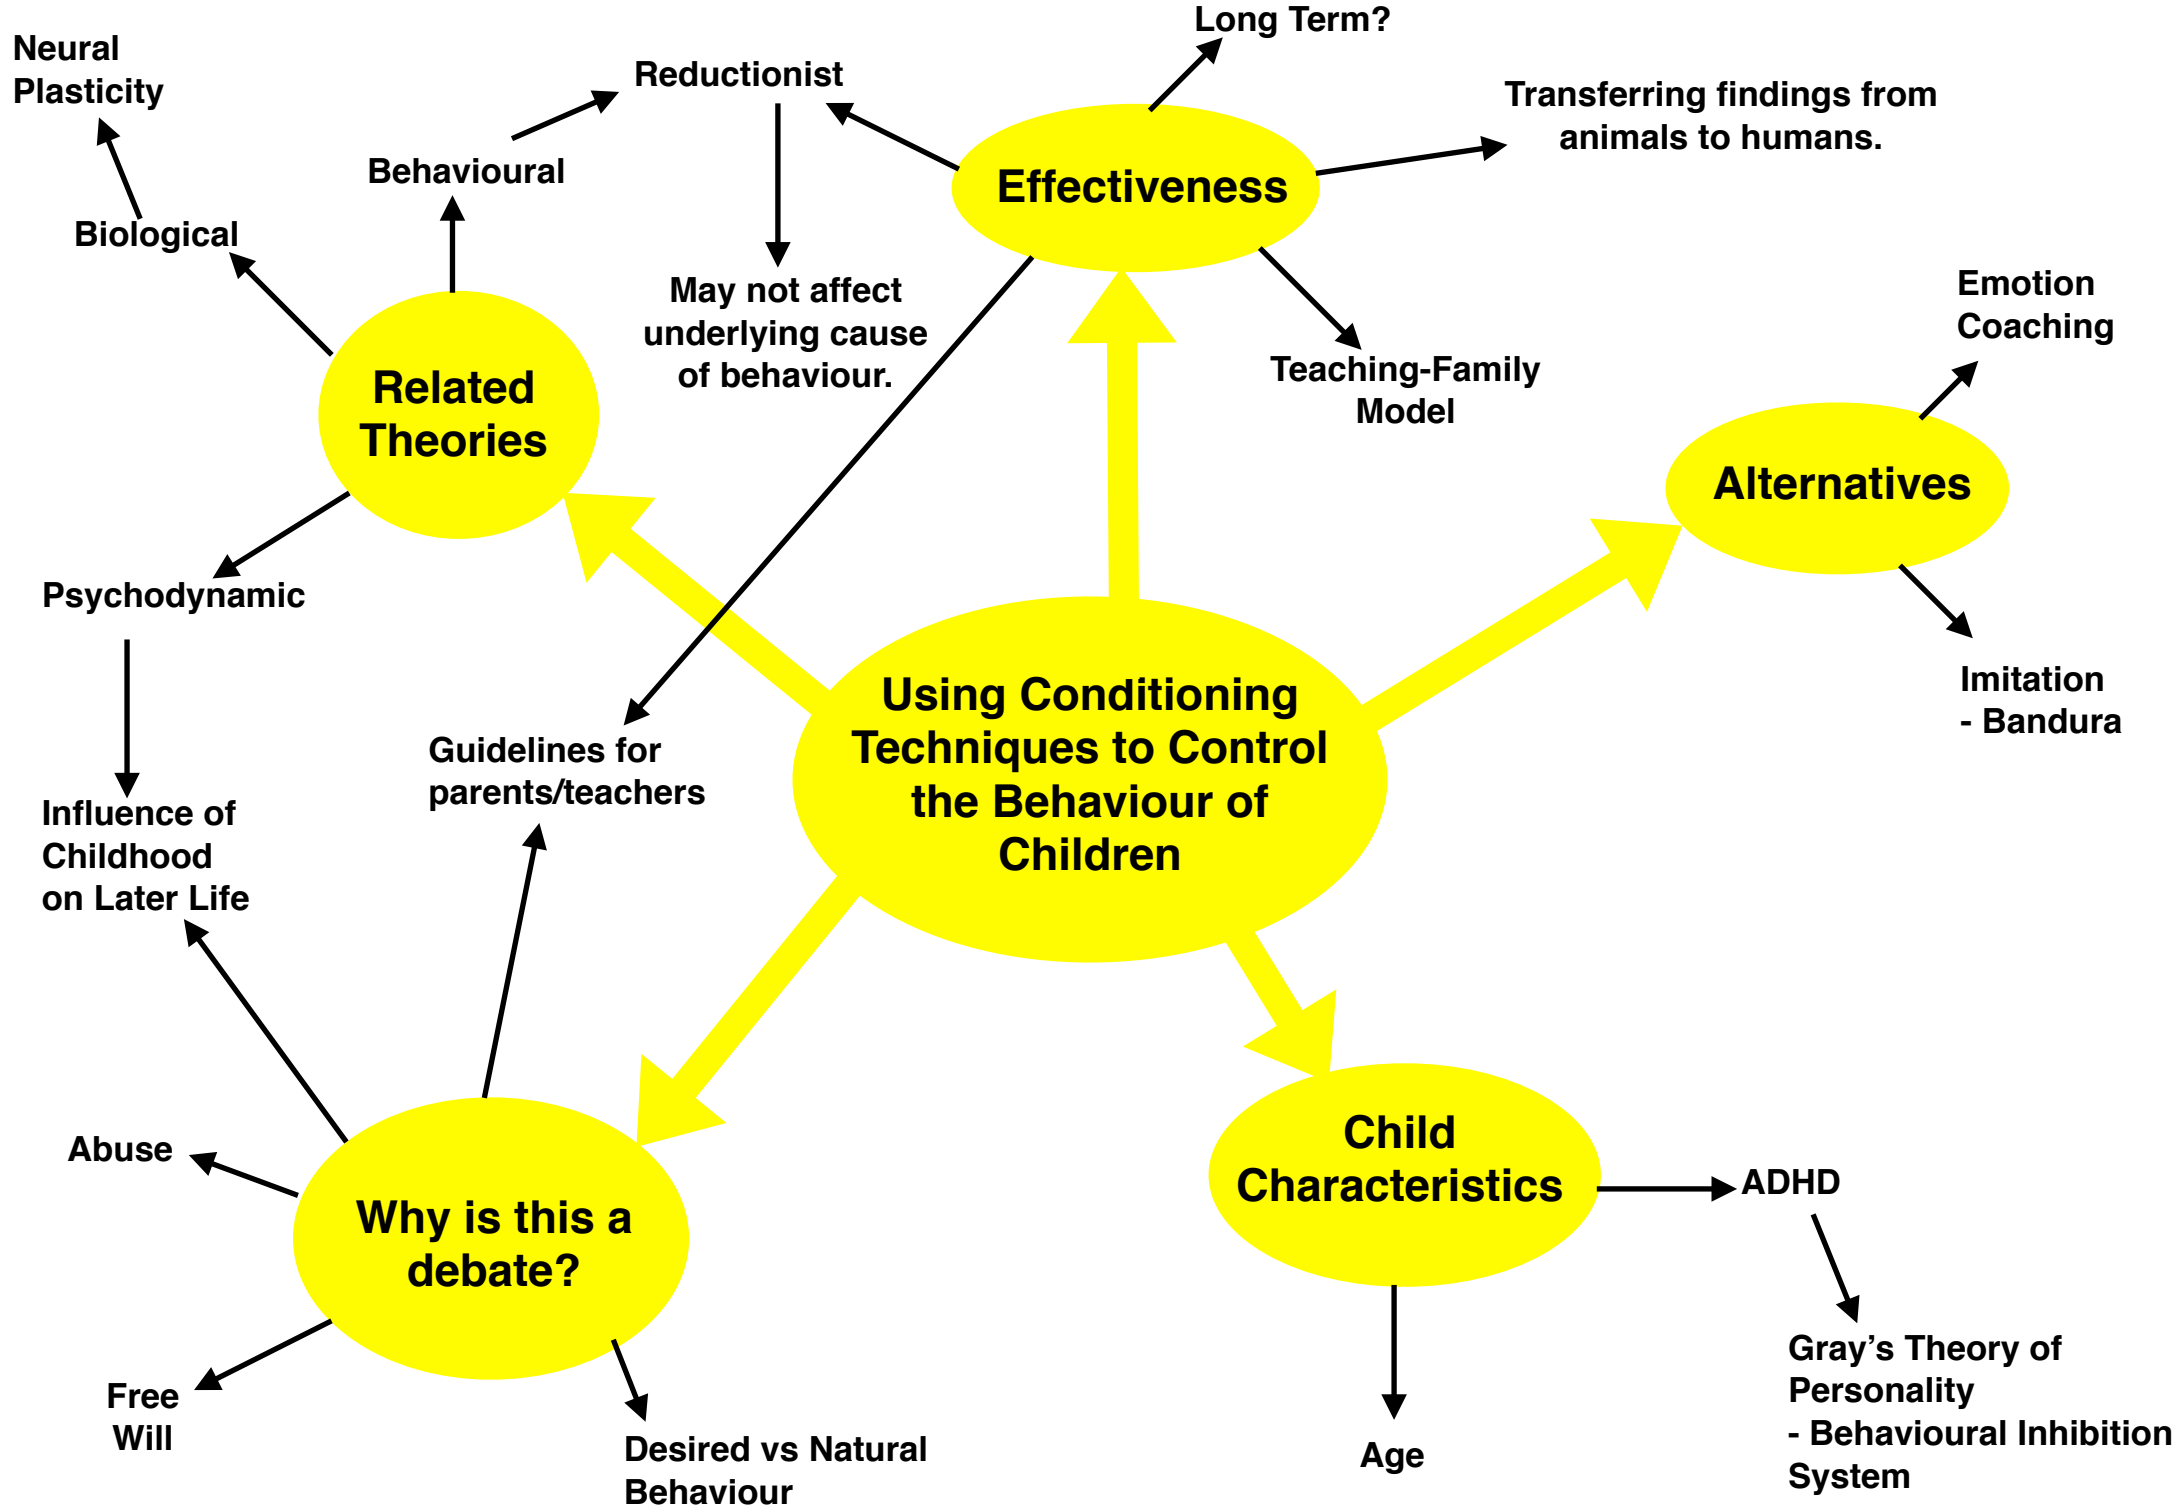 Long Term?
Neural
Plasticity
Reductionist
Transferring findings from
animals to humans.
Behavioural
Effectiveness
Biological
May not affect
underlying cause
of behaviour.
Emotion
Coaching
Teaching-Family
Model
Related
Theories
Alternatives
Psychodynamic
Imitation
- Bandura
Using Conditioning
Techniques to Control
the Behaviour of
Children
Guidelines for
parents/teachers
Influence of
Childhood
on Later Life
Abuse
Child
Characteristics
ADHD
Why is this a
debate?
Free
Will
Gray's Theory of
Personality
- Behavioural Inhibition
System
Desired vs Natural
Behaviour
Age